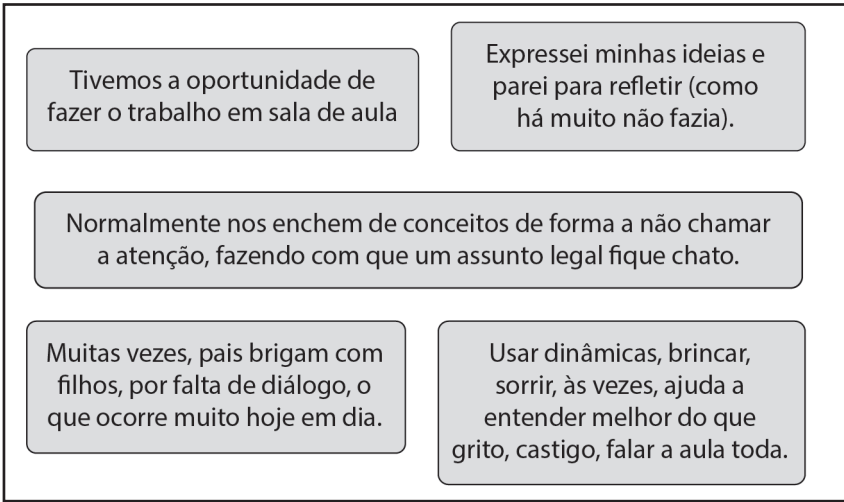 Tivemos a oportunidade de
fazer o trabalho em sala de aula
Expressei minhas ideias e
parei para refletir (como
há muito não fazia).
Normalmente nos enchem de conceitos de forma a não chamar
a atenção, fazendo com que um assunto legal fique chato.
Muitas vezes, pais brigam com
filhos, por falta de diálogo, o
que ocorre muito hoje em dia.
Usar dinâmicas, brincar,
sorrir, às vezes, ajuda a
entender melhor do que
grito, castigo, falar a aula toda.